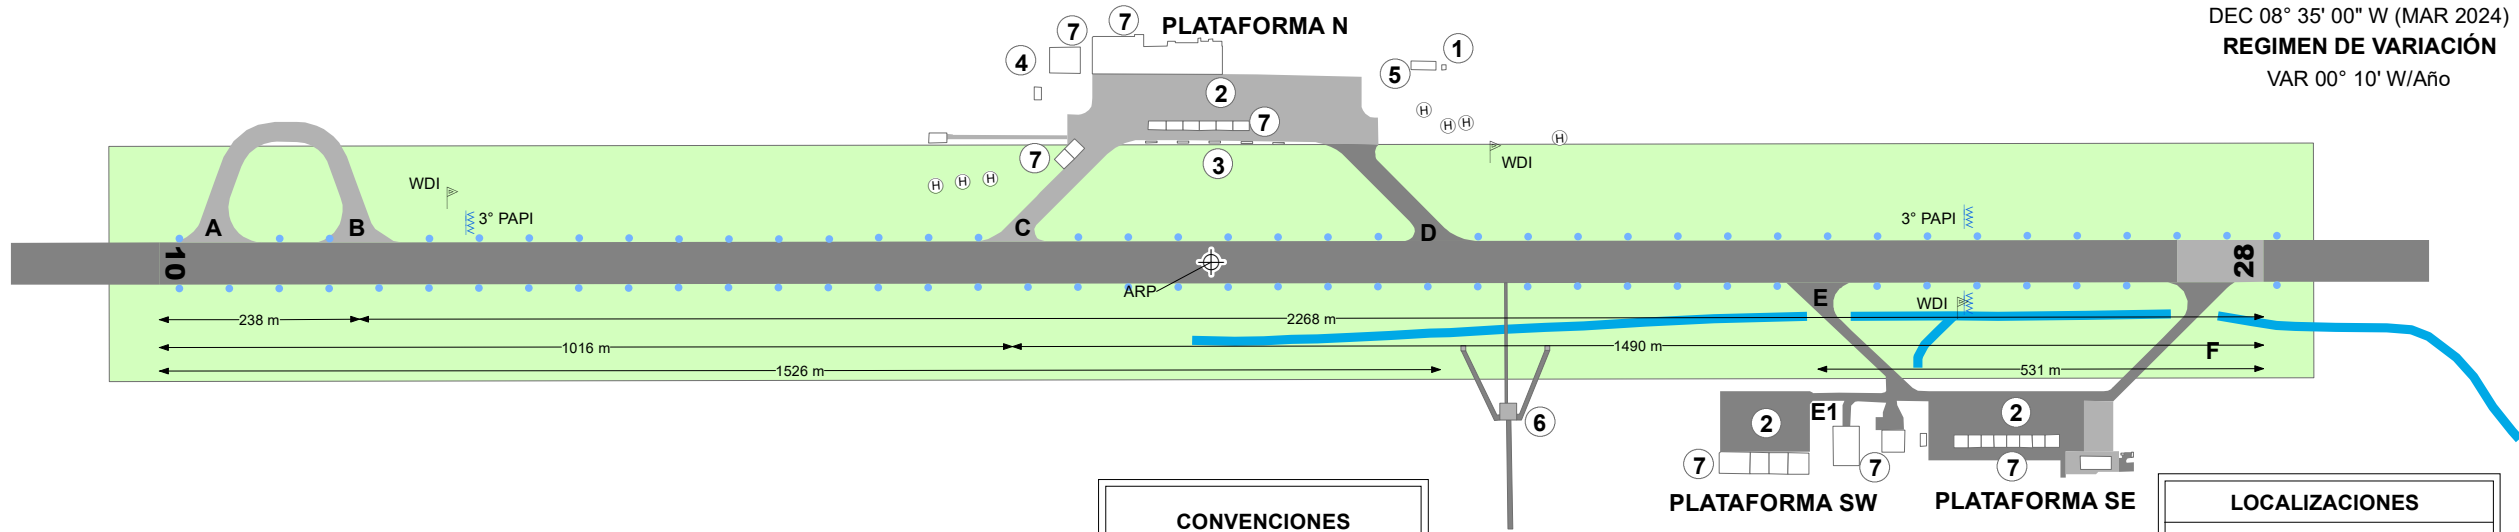 DEC 08° 35' 00" W (MAR 2024)
REGIMEN DE VARIACIÓN
VAR 00° 10' W/Año
7
7
PLATAFORMA N
4
5
1
2
7
7
3
H
H
H
H
H
H
H
WDI
WDI
3° PAPI
3° PAPI
A
B
C
D
10
28
ARP
E
WDI
238 m
2268 m
1016 m
1490 m
F
1526 m
531 m
6
E1
2
2
7
7
7
PLATAFORMA SW
PLATAFORMA SE
CONVENCIONES
LOCALIZACIONES